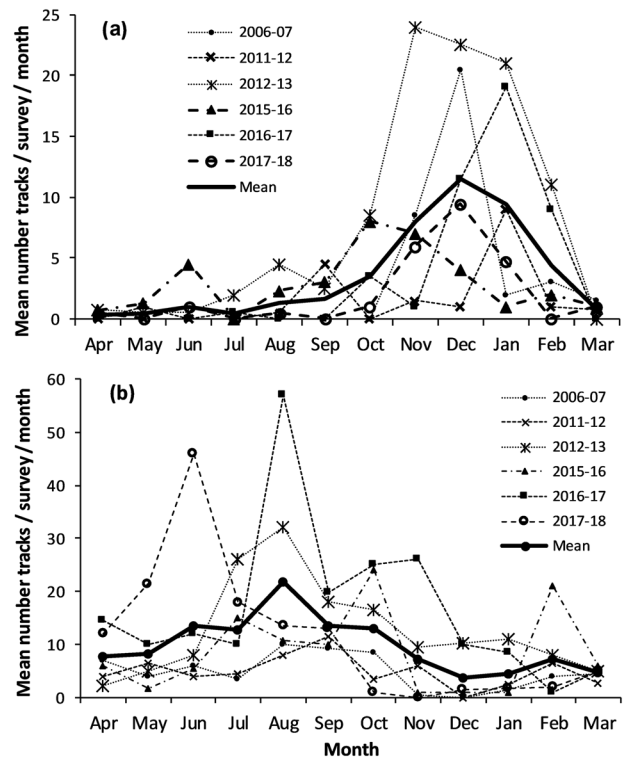 (a)
Mean number tracks / survey / month
25
20
15
10
5
0
2006-07
2011-12
2012-13
2015-16
2016-17
2017-18
Mean
Apr May Jun Jul Aug Sep Oct Nov Dec Jan Feb Mar
(b)
Mean number tracks / survey / month
60
50
40
30
20
10
0
2006-07
2011-12
2012-13
2015-16
2016-17
2017-18
Mean
Apr May Jun Jul Aug Sep Oct Nov Dec Jan Feb Mar
Month